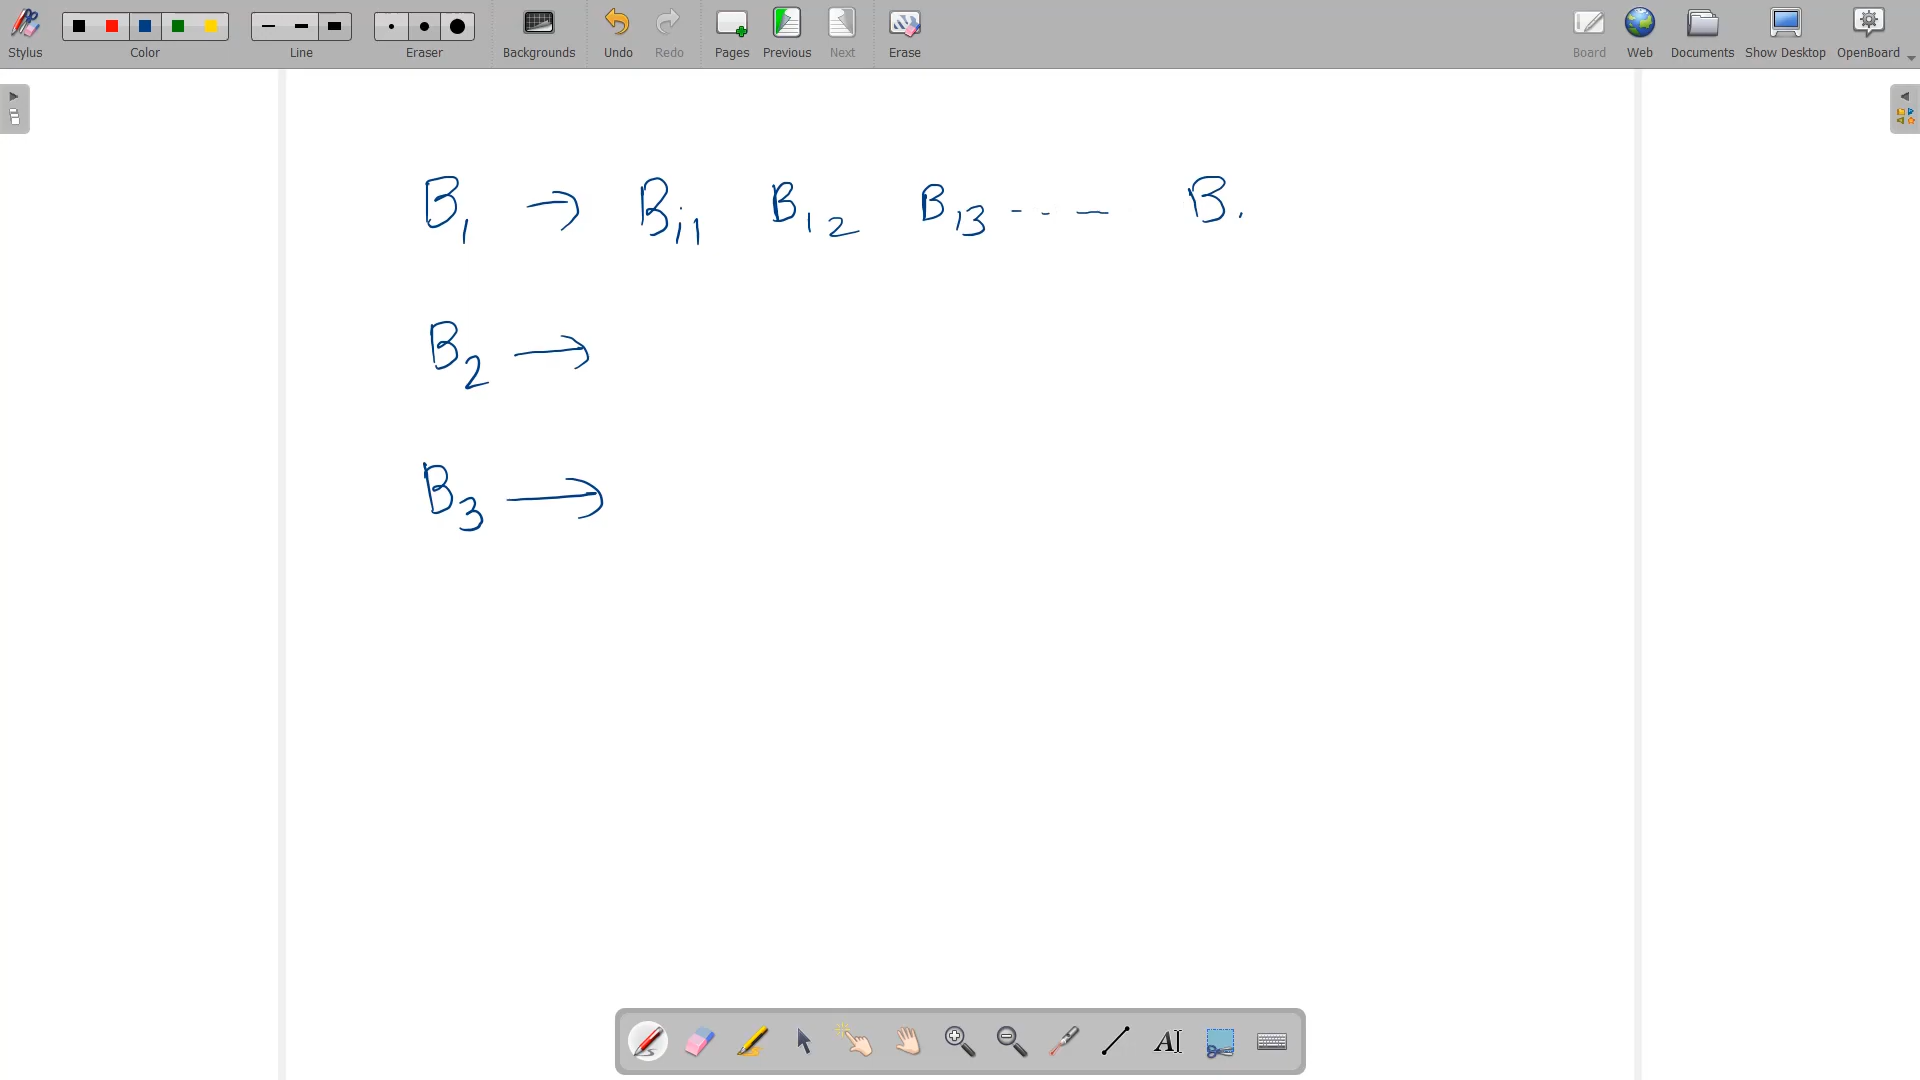 Stylus Color Line Eraser Backgrounds Undo Redo Pages Previous Next Erase Board Web Documents Show Desktop OpenBoard
B₁ → B₁₁ B₁₂ B₁₃ - - - B.
B₂ →
B₃ →
A